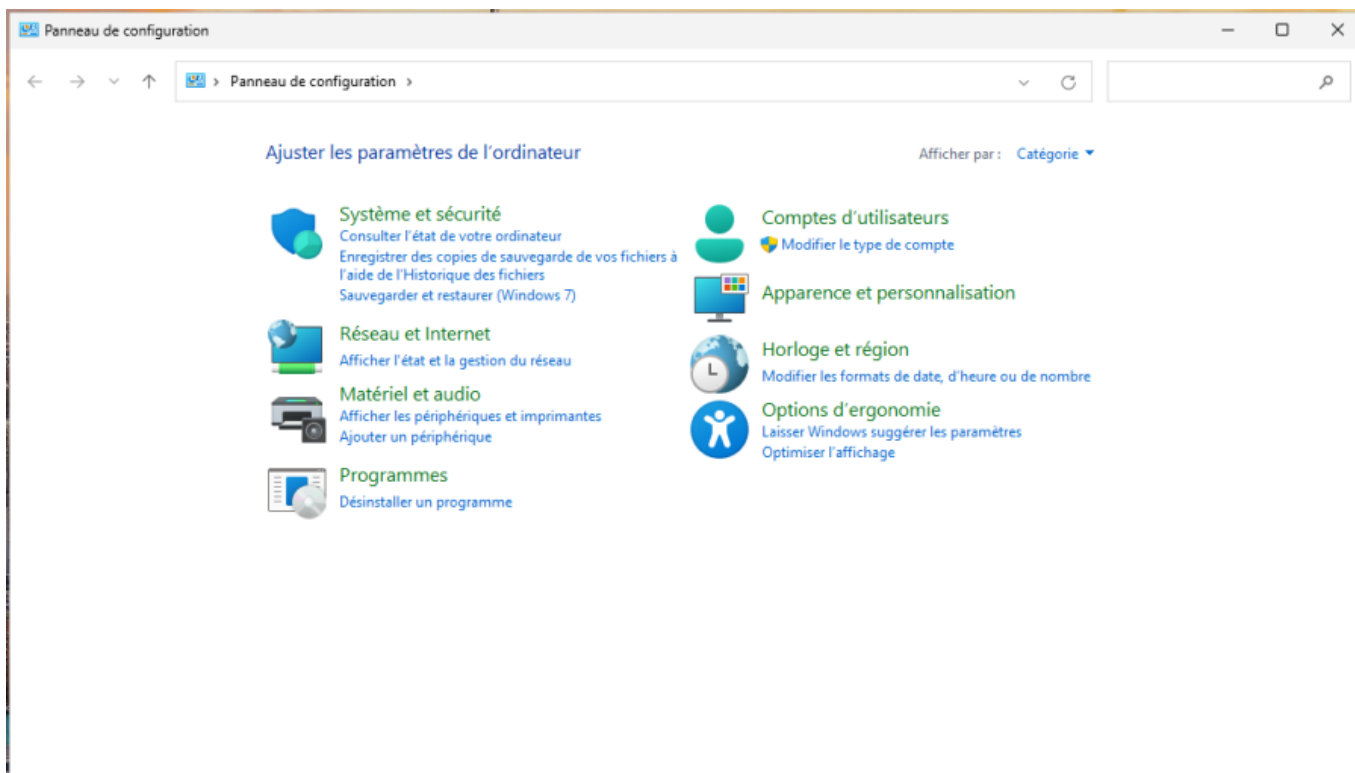 Panneau de configuration
Panneau de configuration
Ajuster les paramètres de l'ordinateur
Afficher par : Catégorie
Système et sécurité
Consulter l'état de votre ordinateur
Enregistrer des copies de sauvegarde de vos fichiers à
l'aide de l'Historique des fichiers
Sauvegarder et restaurer (Windows 7)
Réseau et Internet
Afficher l'état et la gestion du réseau
Matériel et audio
Afficher les périphériques et imprimantes
Ajouter un périphérique
Programmes
Désinstaller un programme
Comptes d'utilisateurs
Modifier le type de compte
Apparence et personnalisation
Horloge et région
Modifier les formats de date, d'heure ou de nombre
Options d'ergonomie
Laisser Windows suggérer les paramètres
Optimiser l'affichage